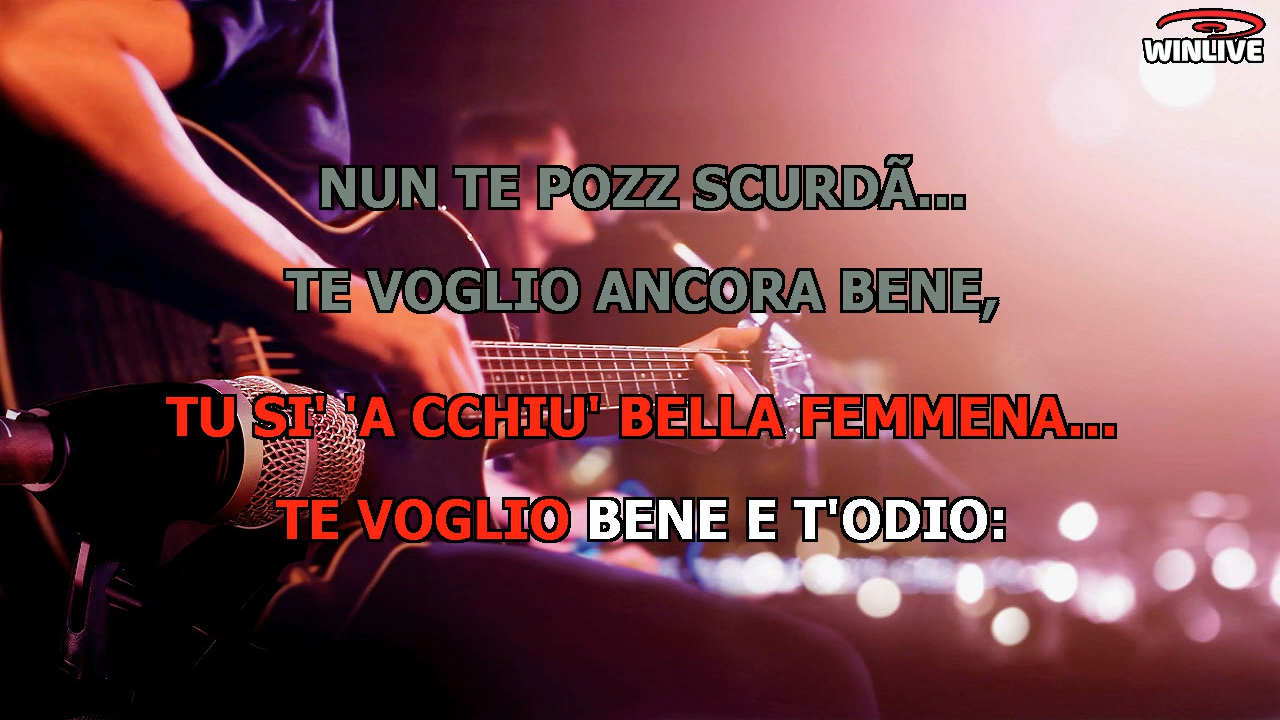 WINLIVE
NUN TE POZZ SCURDÃ...
TE VOGLIO ANCORA BENE,
TU SI' 'A CCHIU' BELLA FEMMENA...
TE VOGLIO BENE E T'ODIO: